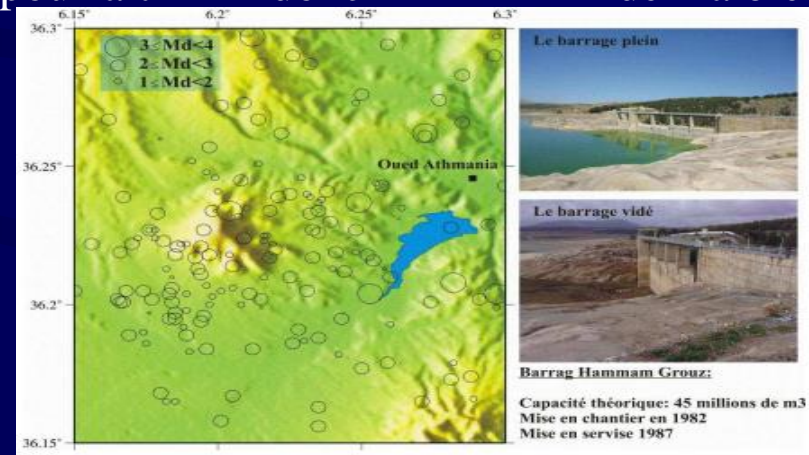 6.15°
6.2°
6.25°
6.3°
36.3°
3≤ Md<4
2≤ Md<3
1≤ Md<2
36.25°
Oued Athmania
36.2°
36.15°
Le barrage plein
Le barrage vidé
Barrag Hammam Grouz:
Capacité théorique: 45 millions de m3
Mise en chantier en 1982
Mise en servise 1987